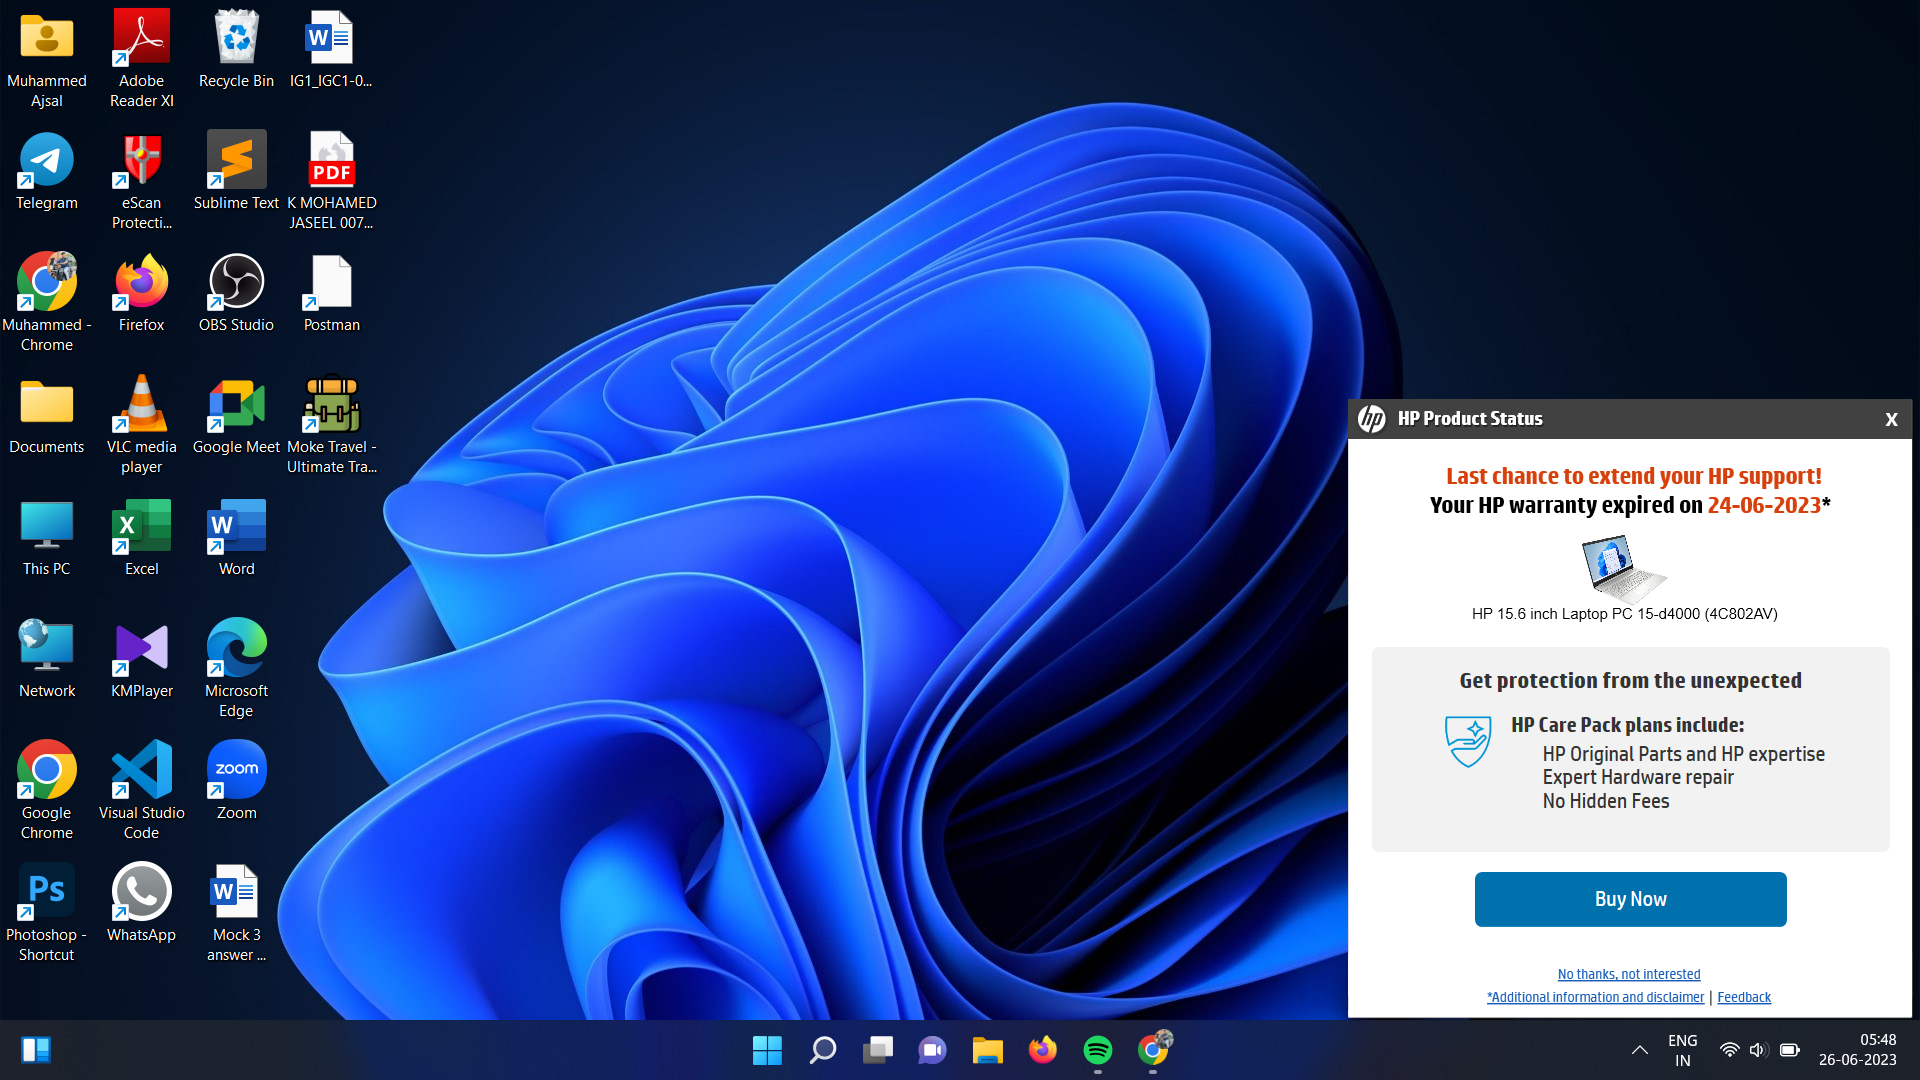 Muhammed
Ajsal
Adobe
Reader XI
Recycle Bin
IG1_IGC1-0...
Telegram
eScan
Protecti...
Sublime Text
PDF
K MOHAMED
JASEEL 007...
Muhammed -
Chrome
Firefox
OBS Studio
Postman
Documents
VLC media
player
Google Meet
Moke Travel -
Ultimate Tra...
This PC
Excel
Word
Network
KMPlayer
Microsoft
Edge
Google
Chrome
Visual Studio
Code
zoom
Zoom
Ps
Photoshop -
Shortcut
WhatsApp
Mock 3
answer ...
hp HP Product Status X
Last chance to extend your HP support!
Your HP warranty expired on 24-06-2023*
HP 15.6 inch Laptop PC 15-d4000 (4C802AV)
Get protection from the unexpected
HP Care Pack plans include:
HP Original Parts and HP expertise
Expert Hardware repair
No Hidden Fees
Buy Now
No thanks, not interested
*Additional information and disclaimer | Feedback
ENG
IN
05:48
26-06-2023